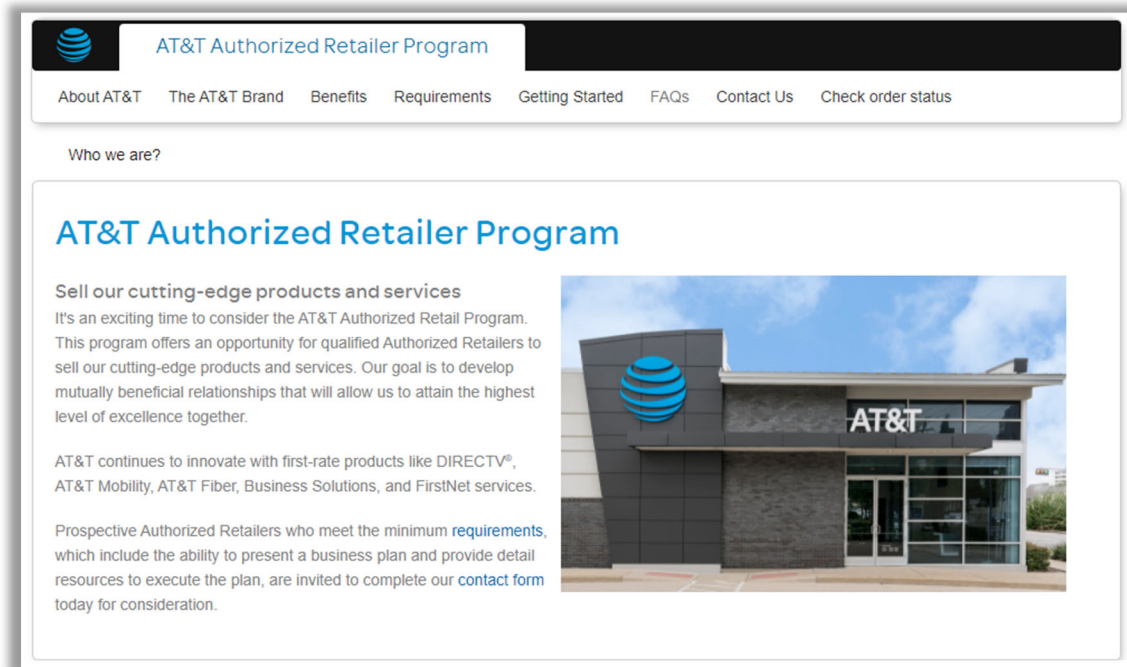 AT&T Authorized Retailer Program
About AT&T The AT&T Brand Benefits Requirements Getting Started FAQs Contact Us Check order status
Who we are?
AT&T Authorized Retailer Program
Sell our cutting-edge products and services
It's an exciting time to consider the AT&T Authorized Retail Program.
This program offers an opportunity for qualified Authorized Retailers to
sell our cutting-edge products and services. Our goal is to develop
mutually beneficial relationships that will allow us to attain the highest
level of excellence together.
AT&T continues to innovate with first-rate products like DIRECTV®,
AT&T Mobility, AT&T Fiber, Business Solutions, and FirstNet services.
Prospective Authorized Retailers who meet the minimum requirements,
which include the ability to present a business plan and provide detail
resources to execute the plan, are invited to complete our contact form
today for consideration.
AT&T